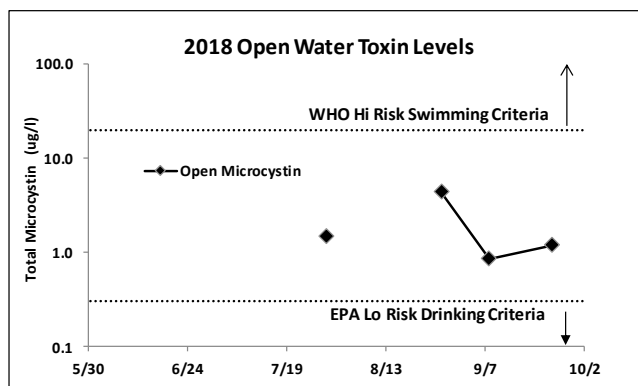 2018 Open Water Toxin Levels
100.0
WHO Hi Risk Swimming Criteria
10.0
Open Microcystin
Total Microcystin (ug/l)
1.0
EPA Lo Risk Drinking Criteria
0.1
5/30 6/24 7/19 8/13 9/7 10/2